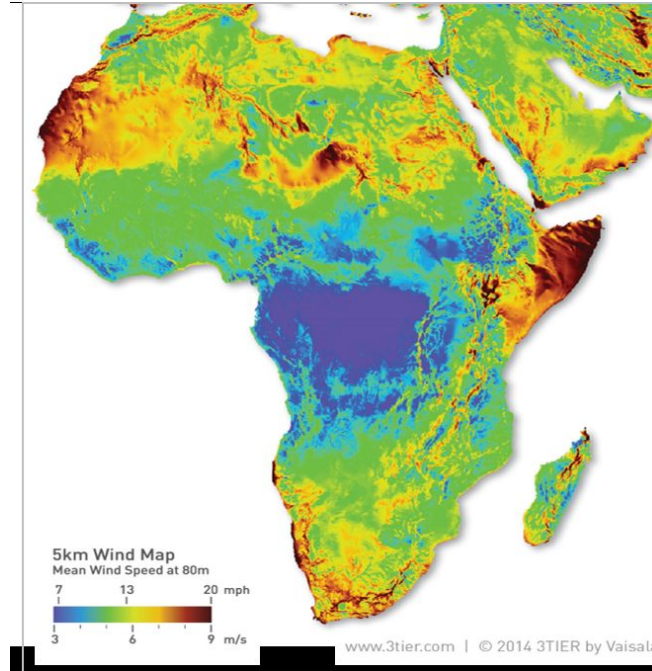 5km Wind Map
Mean Wind Speed at 80m
7 13 20 mph
3 6 9 m/s
www.3tier.com | © 2014 3TIER by Vaisala